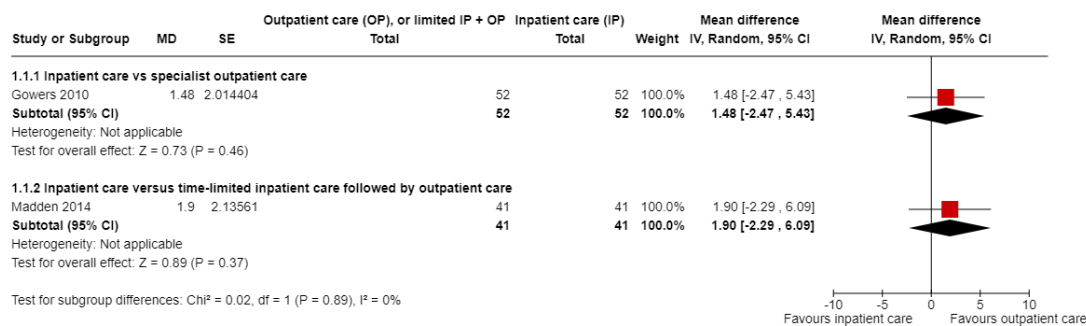 Outpatient care (OP), or limited IP + OP Inpatient care (IP) Mean difference Mean difference
Study or Subgroup MD SE Total Total Weight IV, Random, 95% CI IV, Random, 95% CI
1.1.1 Inpatient care vs specialist outpatient care
Gowers 2010 1.48 2.014404 52 52 100.0% 1.48 [-2.47 , 5.43]
Subtotal (95% CI) 52 52 100.0% 1.48 [-2.47 , 5.43]
Heterogeneity: Not applicable
Test for overall effect: Z = 0.73 (P = 0.46)
1.1.2 Inpatient care versus time-limited inpatient care followed by outpatient care
Madden 2014 1.9 2.13561 41 41 100.0% 1.90 [-2.29 , 6.09]
Subtotal (95% CI) 41 41 100.0% 1.90 [-2.29 , 6.09]
Heterogeneity: Not applicable
Test for overall effect: Z = 0.89 (P = 0.37)
Test for subgroup differences: Chi² = 0.02, df = 1 (P = 0.89), I² = 0%
-10 -5 0 5 10
Favours inpatient care Favours outpatient care